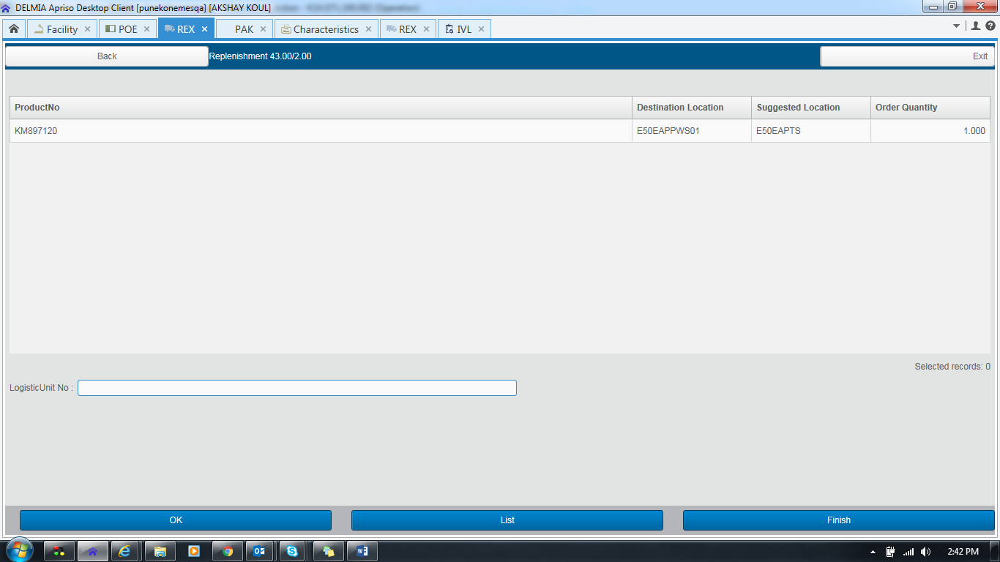 DELMIA Apriso Desktop Client [punekonemesqa] [AKSHAY KOUL]
Facility POE REX PAK Characteristics REX IVL
Back Replenishment 43.00/2.00 Exit
ProductNo Destination Location Suggested Location Order Quantity
KM897120 E50EAPPWS01 E50EAPTS 1.000
Selected records: 0
LogisticUnit No :
OK List Finish
2:42 PM